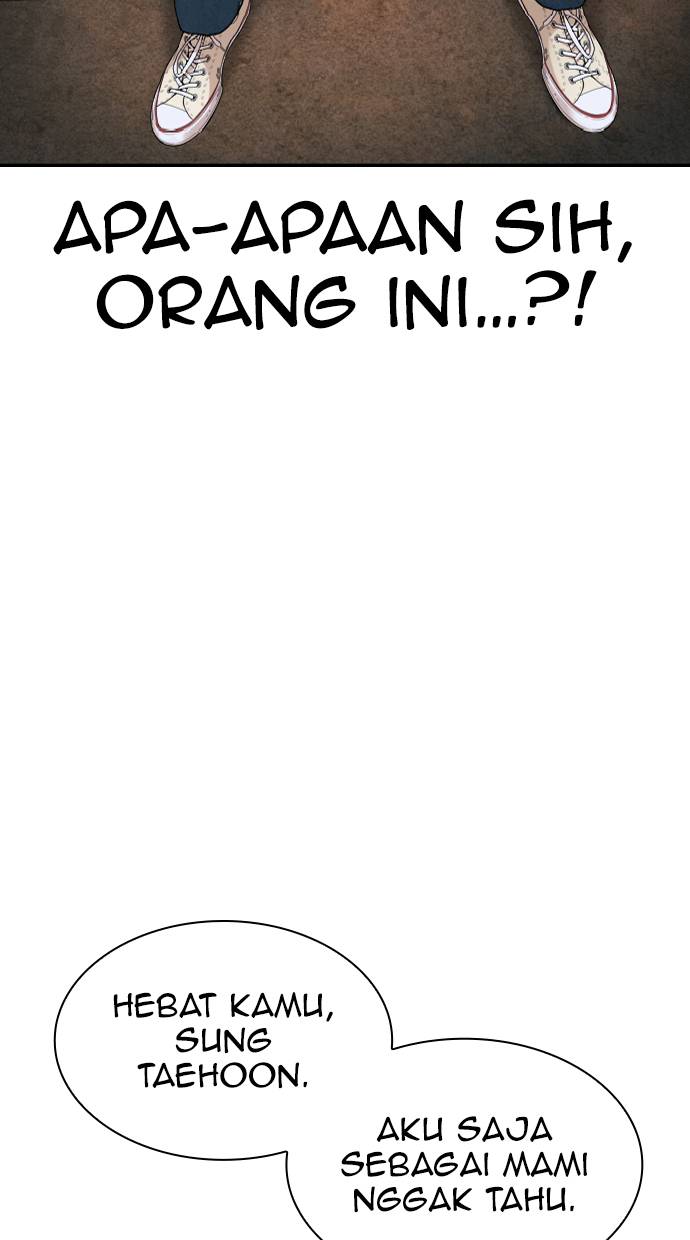 APA-APAAN SIH,
ORANG INI...?!
HEBAT KAMU,
SUNG
TAEHOON.
AKU SAJA
SEBAGAI MAMI
NGGAK TAHU.